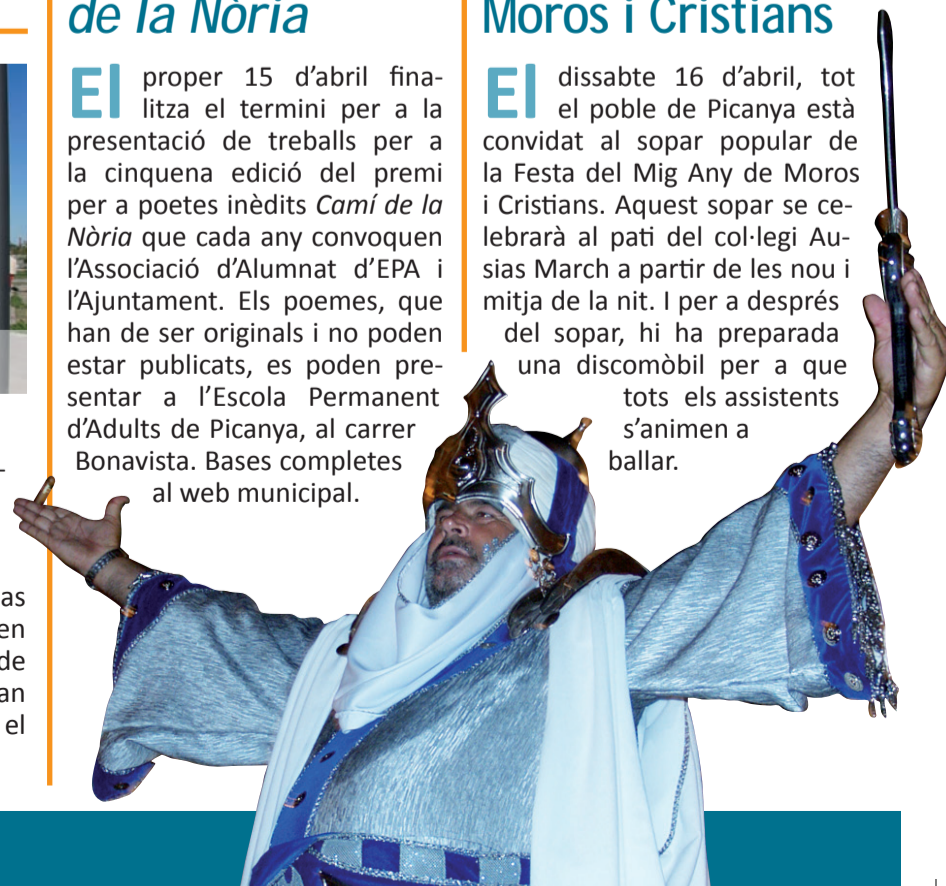 de la Nòria
El proper 15 d'abril fina-
litza el termini per a la
presentació de treballs per a
la cinquena edició del premi
per a poetes inèdits Camí de la
Nòria que cada any convoquen
l'Associació d'Alumnat d'EPA i
l'Ajuntament. Els poemes, que
han de ser originals i no poden
estar publicats, es poden pre-
sentar a l'Escola Permanent
d'Adults de Picanya, al carrer
Bonavista. Bases completes
al web municipal.
Moros i Cristians
El dissabte 16 d'abril, tot
el poble de Picanya està
convidat al sopar popular de
la Festa del Mig Any de Moros
i Cristians. Aquest sopar se ce-
lebrarà al pati del col·legi Au-
sias March a partir de les nou i
mitja de la nit. I per a després
del sopar, hi ha preparada
una discomòbil per a que
tots els assistents
s'animen a
ballar.
as
en
de
an
el